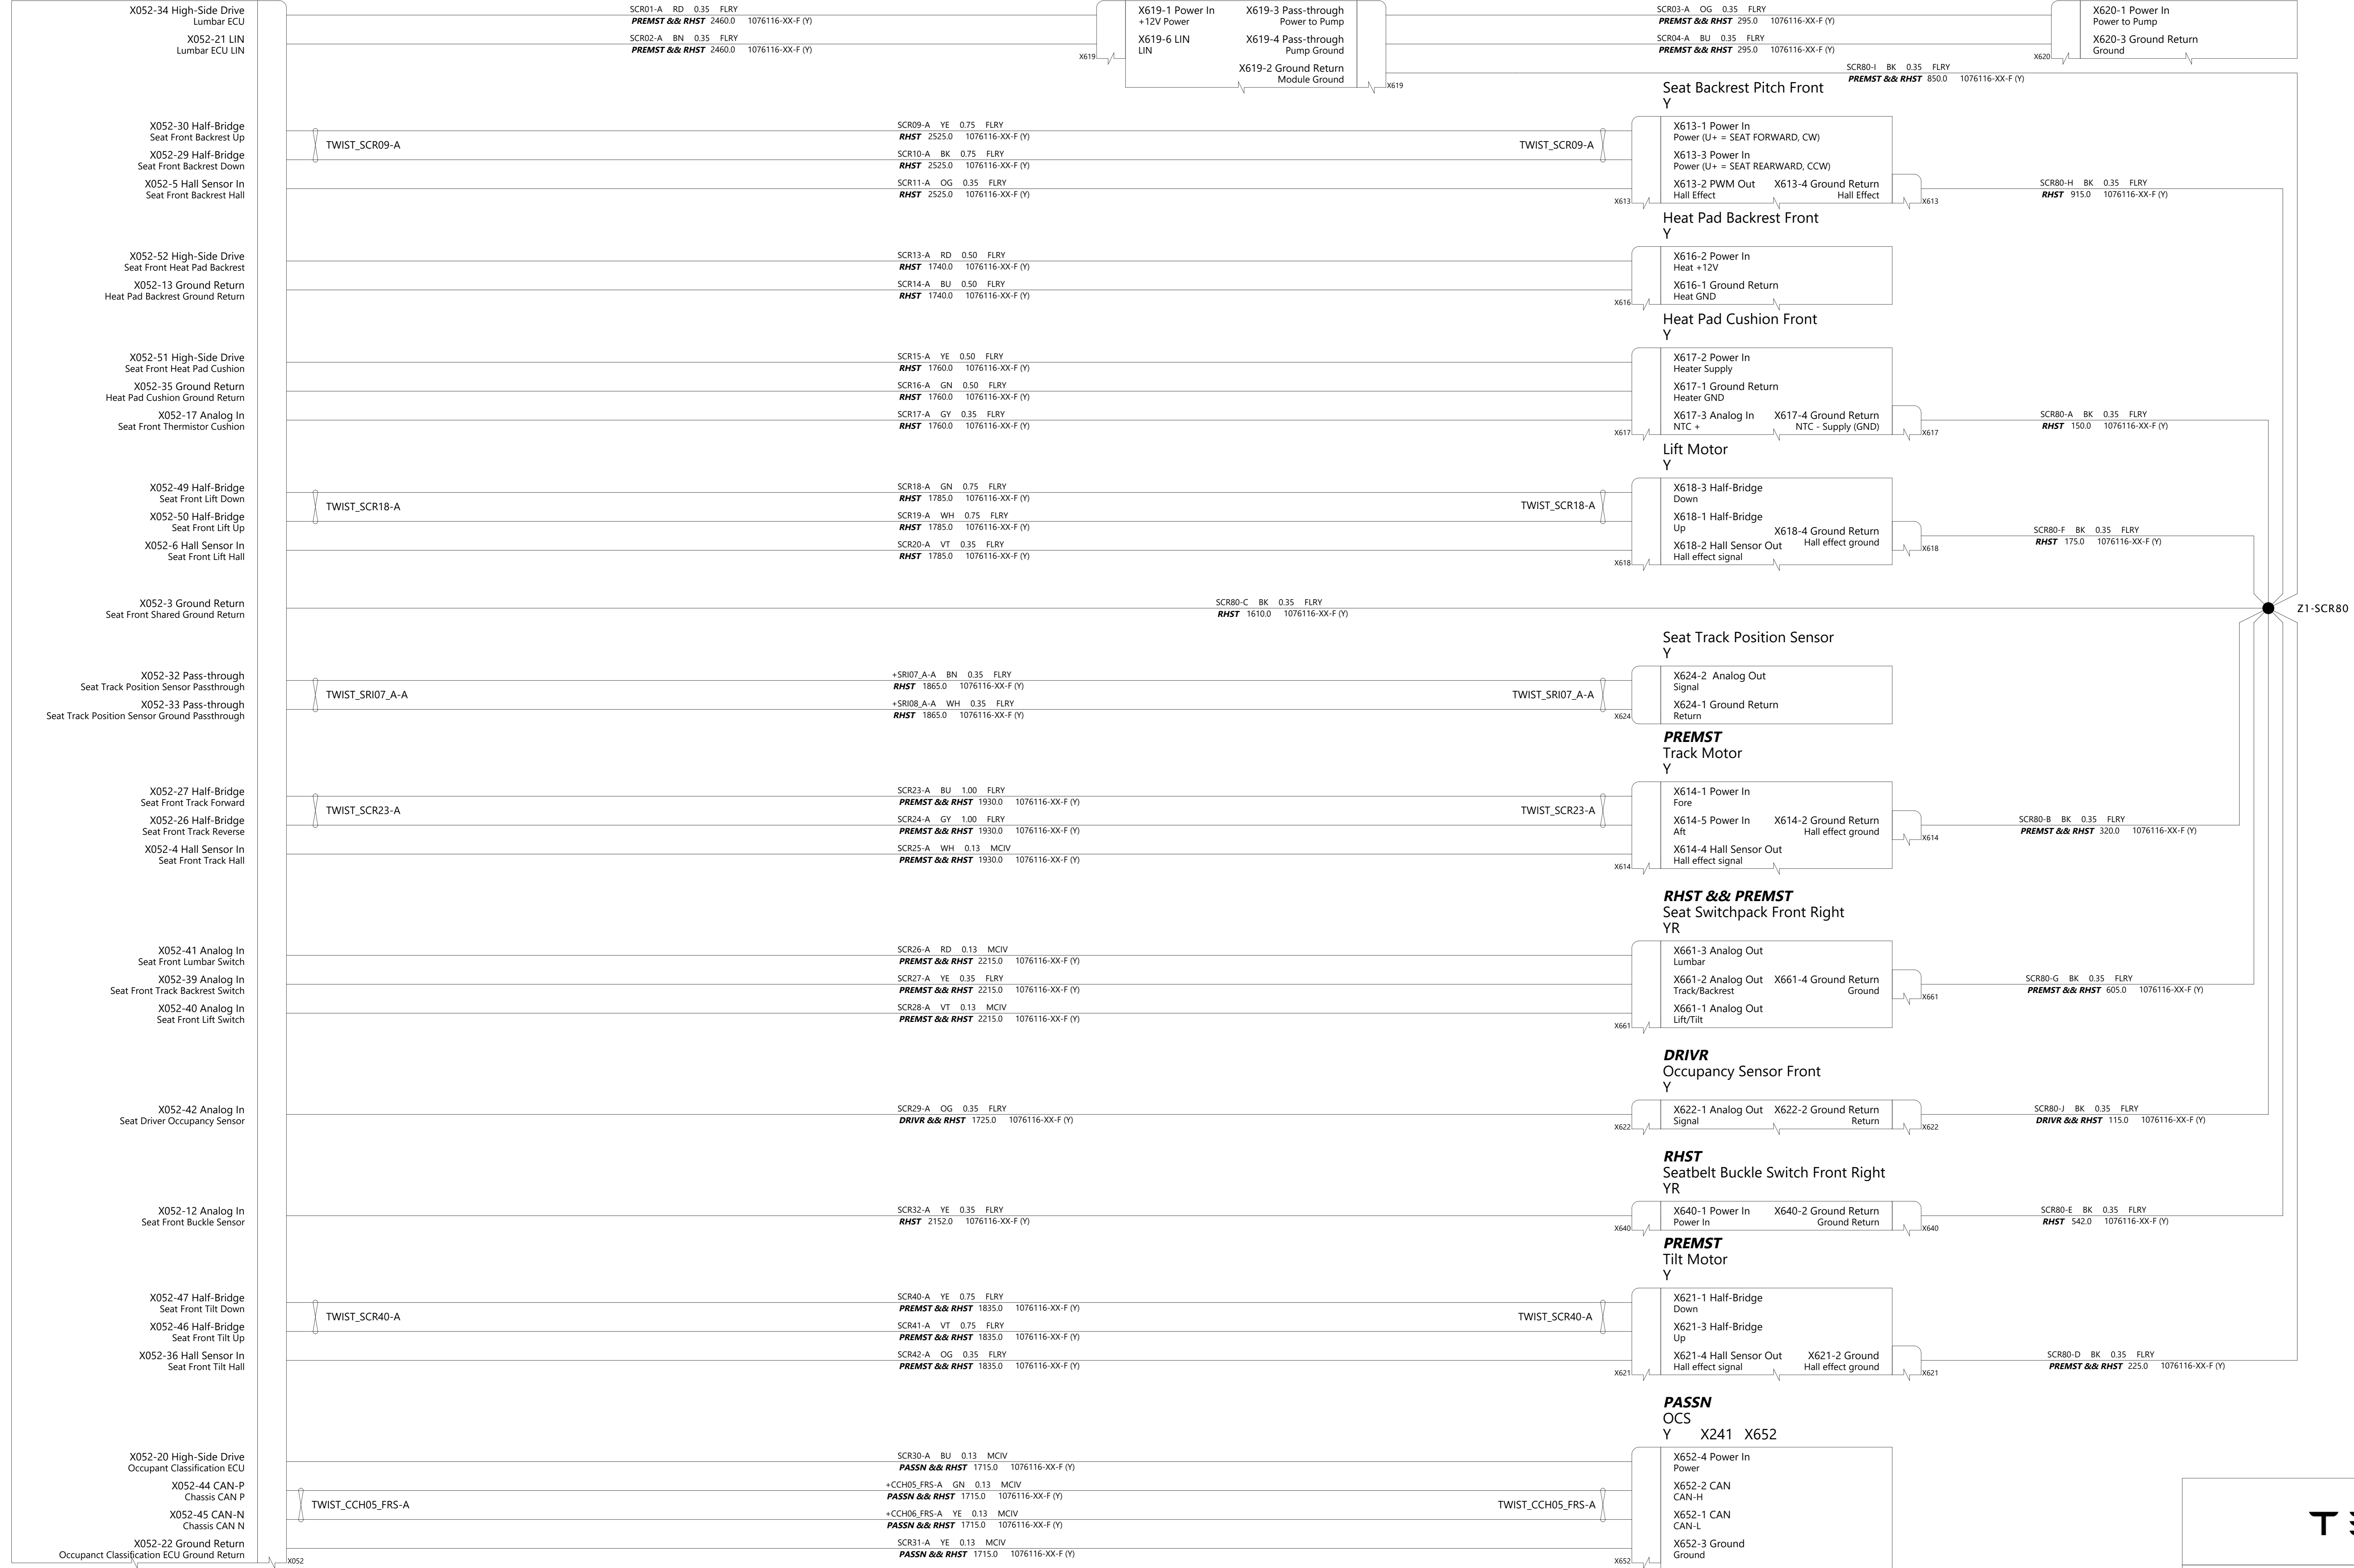 X052-34 High-Side Drive
Lumbar ECU
SCR01-A RD 0.35 FLRY
PREMST && RHST 2460.0 1076116-XX-F (Y)
X619-1 Power In
+12V Power
X619-3 Pass-through
Power to Pump
SCR03-A OG 0.35 FLRY
PREMST && RHST 295.0 1076116-XX-F (Y)
X620-1 Power In
Power to Pump
X052-21 LIN
Lumbar ECU LIN
SCR02-A BN 0.35 FLRY
PREMST && RHST 2460.0 1076116-XX-F (Y)
X619-6 LIN
LIN
X619-4 Pass-through
Pump Ground
SCR04-A BU 0.35 FLRY
PREMST && RHST 295.0 1076116-XX-F (Y)
X620-3 Ground Return
Ground
X619
X620
X619-2 Ground Return
Module Ground
X619
SCR80-I BK 0.35 FLRY
PREMST && RHST 850.0 1076116-XX-F (Y)
Seat Backrest Pitch Front
Y
X052-30 Half-Bridge
Seat Front Backrest Up
SCR09-A YE 0.75 FLRY
RHST 2525.0 1076116-XX-F (Y)
X613-1 Power In
Power (U+ = SEAT FORWARD, CW)
TWIST_SCR09-A
TWIST_SCR09-A
X052-29 Half-Bridge
Seat Front Backrest Down
SCR10-A BK 0.75 FLRY
RHST 2525.0 1076116-XX-F (Y)
X613-3 Power In
Power (U+ = SEAT REARWARD, CCW)
X052-5 Hall Sensor In
Seat Front Backrest Hall
SCR11-A OG 0.35 FLRY
RHST 2525.0 1076116-XX-F (Y)
X613-2 PWM Out
Hall Effect
X613-4 Ground Return
Hall Effect
SCR80-H BK 0.35 FLRY
RHST 915.0 1076116-XX-F (Y)
X613
X613
Heat Pad Backrest Front
Y
X052-52 High-Side Drive
Seat Front Heat Pad Backrest
SCR13-A RD 0.50 FLRY
RHST 1740.0 1076116-XX-F (Y)
X616-2 Power In
Heat +12V
X052-13 Ground Return
Heat Pad Backrest Ground Return
SCR14-A BU 0.50 FLRY
RHST 1740.0 1076116-XX-F (Y)
X616-1 Ground Return
Heat GND
X616
Heat Pad Cushion Front
Y
X052-51 High-Side Drive
Seat Front Heat Pad Cushion
SCR15-A YE 0.50 FLRY
RHST 1760.0 1076116-XX-F (Y)
X617-2 Power In
Heater Supply
X052-35 Ground Return
Heat Pad Cushion Ground Return
SCR16-A GN 0.50 FLRY
RHST 1760.0 1076116-XX-F (Y)
X617-1 Ground Return
Heater GND
X052-17 Analog In
Seat Front Thermistor Cushion
SCR17-A GY 0.35 FLRY
RHST 1760.0 1076116-XX-F (Y)
X617-3 Analog In
NTC +
X617-4 Ground Return
NTC - Supply (GND)
SCR80-A BK 0.35 FLRY
RHST 150.0 1076116-XX-F (Y)
X617
X617
Lift Motor
Y
X052-49 Half-Bridge
Seat Front Lift Down
SCR18-A GN 0.75 FLRY
RHST 1785.0 1076116-XX-F (Y)
X618-3 Half-Bridge
Down
TWIST_SCR18-A
TWIST_SCR18-A
X052-50 Half-Bridge
Seat Front Lift Up
SCR19-A WH 0.75 FLRY
RHST 1785.0 1076116-XX-F (Y)
X618-1 Half-Bridge
Up
X618-4 Ground Return
Hall effect ground
SCR80-F BK 0.35 FLRY
RHST 175.0 1076116-XX-F (Y)
X052-6 Hall Sensor In
Seat Front Lift Hall
SCR20-A VT 0.35 FLRY
RHST 1785.0 1076116-XX-F (Y)
X618-2 Hall Sensor Out
Hall effect signal
X618
X618
X052-3 Ground Return
Seat Front Shared Ground Return
SCR80-C BK 0.35 FLRY
RHST 1610.0 1076116-XX-F (Y)
Z1-SCR80
Seat Track Position Sensor
Y
X052-32 Pass-through
Seat Track Position Sensor Passthrough
+SRI07_A-A BN 0.35 FLRY
RHST 1865.0 1076116-XX-F (Y)
X624-2 Analog Out
Signal
TWIST_SRI07_A-A
TWIST_SRI07_A-A
X052-33 Pass-through
Seat Track Position Sensor Ground Passthrough
+SRI08_A-A WH 0.35 FLRY
RHST 1865.0 1076116-XX-F (Y)
X624-1 Ground Return
Return
X624
PREMST
Track Motor
Y
X052-27 Half-Bridge
Seat Front Track Forward
SCR23-A BU 1.00 FLRY
PREMST && RHST 1930.0 1076116-XX-F (Y)
X614-1 Power In
Fore
TWIST_SCR23-A
TWIST_SCR23-A
X052-26 Half-Bridge
Seat Front Track Reverse
SCR24-A GY 1.00 FLRY
PREMST && RHST 1930.0 1076116-XX-F (Y)
X614-5 Power In
Aft
X614-2 Ground Return
Hall effect ground
SCR80-B BK 0.35 FLRY
PREMST && RHST 320.0 1076116-XX-F (Y)
X052-4 Hall Sensor In
Seat Front Track Hall
SCR25-A WH 0.13 MCIV
PREMST && RHST 1930.0 1076116-XX-F (Y)
X614-4 Hall Sensor Out
Hall effect signal
X614
X614
RHST && PREMST
Seat Switchpack Front Right
YR
X052-41 Analog In
Seat Front Lumbar Switch
SCR26-A RD 0.13 MCIV
PREMST && RHST 2215.0 1076116-XX-F (Y)
X661-3 Analog Out
Lumbar
X052-39 Analog In
Seat Front Track Backrest Switch
SCR27-A YE 0.35 FLRY
PREMST && RHST 2215.0 1076116-XX-F (Y)
X661-2 Analog Out
Track/Backrest
X661-4 Ground Return
Ground
SCR80-G BK 0.35 FLRY
PREMST && RHST 605.0 1076116-XX-F (Y)
X052-40 Analog In
Seat Front Lift Switch
SCR28-A VT 0.13 MCIV
PREMST && RHST 2215.0 1076116-XX-F (Y)
X661-1 Analog Out
Lift/Tilt
X661
X661
DRIVR
Occupancy Sensor Front
Y
X052-42 Analog In
Seat Driver Occupancy Sensor
SCR29-A OG 0.35 FLRY
DRIVR && RHST 1725.0 1076116-XX-F (Y)
X622-1 Analog Out
Signal
X622-2 Ground Return
Return
SCR80-J BK 0.35 FLRY
DRIVR && RHST 115.0 1076116-XX-F (Y)
X622
X622
RHST
Seatbelt Buckle Switch Front Right
YR
X052-12 Analog In
Seat Front Buckle Sensor
SCR32-A YE 0.35 FLRY
RHST 2152.0 1076116-XX-F (Y)
X640-1 Power In
Power In
X640-2 Ground Return
Ground Return
SCR80-E BK 0.35 FLRY
RHST 542.0 1076116-XX-F (Y)
X640
X640
PREMST
Tilt Motor
Y
X052-47 Half-Bridge
Seat Front Tilt Down
SCR40-A YE 0.75 FLRY
PREMST && RHST 1835.0 1076116-XX-F (Y)
X621-1 Half-Bridge
Down
TWIST_SCR40-A
TWIST_SCR40-A
X052-46 Half-Bridge
Seat Front Tilt Up
SCR41-A VT 0.75 FLRY
PREMST && RHST 1835.0 1076116-XX-F (Y)
X621-3 Half-Bridge
Up
X052-36 Hall Sensor In
Seat Front Tilt Hall
SCR42-A OG 0.35 FLRY
PREMST && RHST 1835.0 1076116-XX-F (Y)
X621-4 Hall Sensor Out
Hall effect signal
X621-2 Ground
Hall effect ground
SCR80-D BK 0.35 FLRY
PREMST && RHST 225.0 1076116-XX-F (Y)
X621
X621
PASSN
OCS
Y X241 X652
X052-20 High-Side Drive
Occupant Classification ECU
SCR30-A BU 0.13 MCIV
PASSN && RHST 1715.0 1076116-XX-F (Y)
X652-4 Power In
Power
X052-44 CAN-P
Chassis CAN P
+CCH05_FRS-A GN 0.13 MCIV
PASSN && RHST 1715.0 1076116-XX-F (Y)
X652-2 CAN
CAN-H
TWIST_CCH05_FRS-A
TWIST_CCH05_FRS-A
X052-45 CAN-N
Chassis CAN N
+CCH06_FRS-A YE 0.13 MCIV
PASSN && RHST 1715.0 1076116-XX-F (Y)
X652-1 CAN
CAN-L
X052-22 Ground Return
Occupanct Classification ECU Ground Return
SCR31-A YE 0.13 MCIV
PASSN && RHST 1715.0 1076116-XX-F (Y)
X652-3 Ground
Ground
X052
X652
T